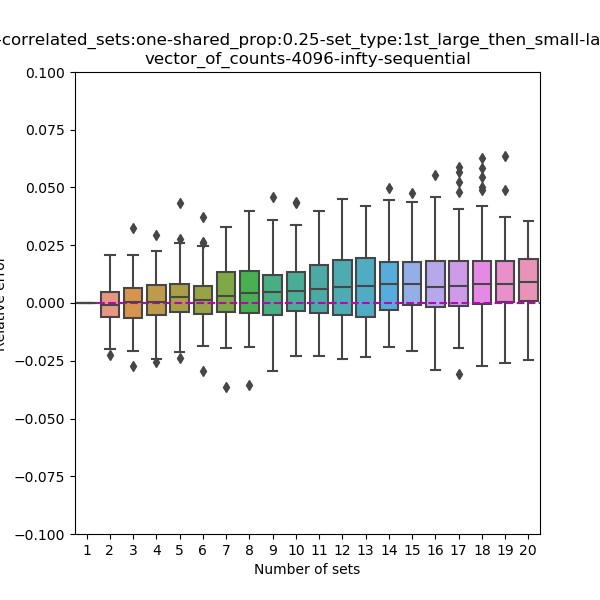 -correlated_sets:one-shared_prop:0.25-set_type:1st_large_then_small-la
vector_of_counts-4096-infty-sequential
0.100
0.075
0.050
0.025
0.000
−0.025
−0.050
−0.075
−0.100
Relative error
1 2 3 4 5 6 7 8 9 10 11 12 13 14 15 16 17 18 19 20
Number of sets